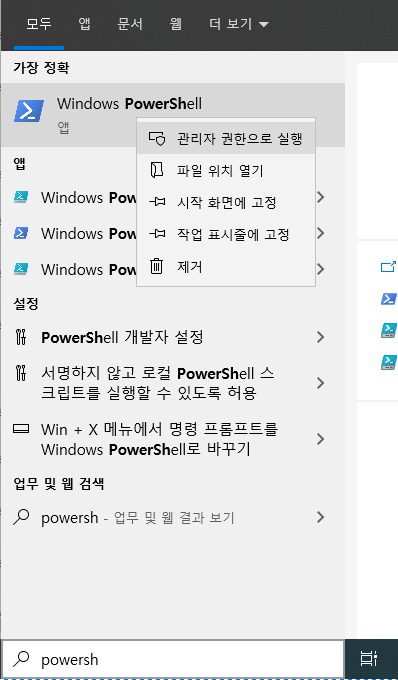 모두 앱 문서 웹 더 보기
가장 정확
Windows PowerShell
앱
관리자 권한으로 실행
파일 위치 열기
시작 화면에 고정
작업 표시줄에 고정
제거
앱
Windows Pow
Windows Pow
Windows Pow
설정
PowerShell 개발자 설정
서명하지 않고 로컬 PowerShell 스
크립트를 실행할 수 있도록 허용
Win + X 메뉴에서 명령 프롬프트를
Windows PowerShell로 바꾸기
업무 및 웹 검색
powersh - 업무 및 웹 결과 보기
powersh